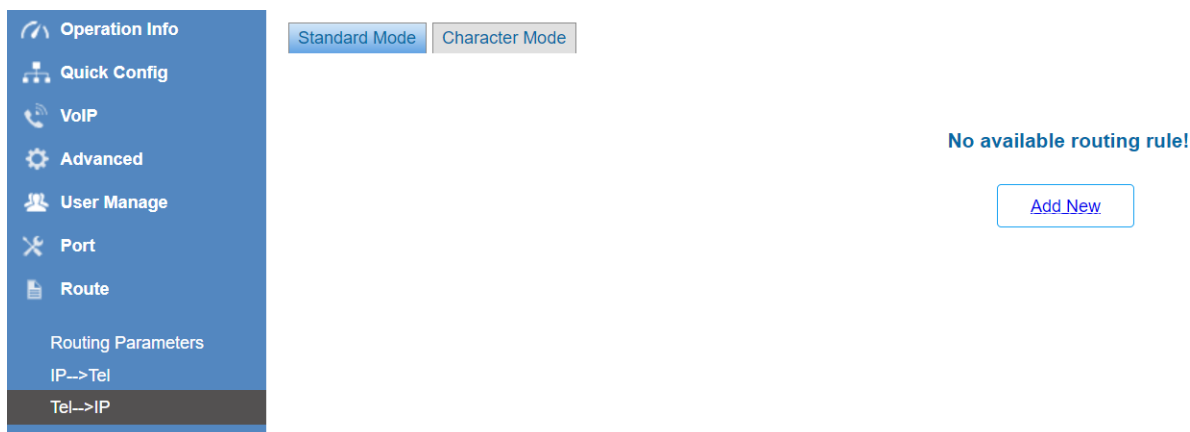 Operation Info
Quick Config
VoIP
Advanced
User Manage
Port
Route
Routing Parameters
IP-->Tel
Tel-->IP
Standard Mode Character Mode
No available routing rule!
Add New